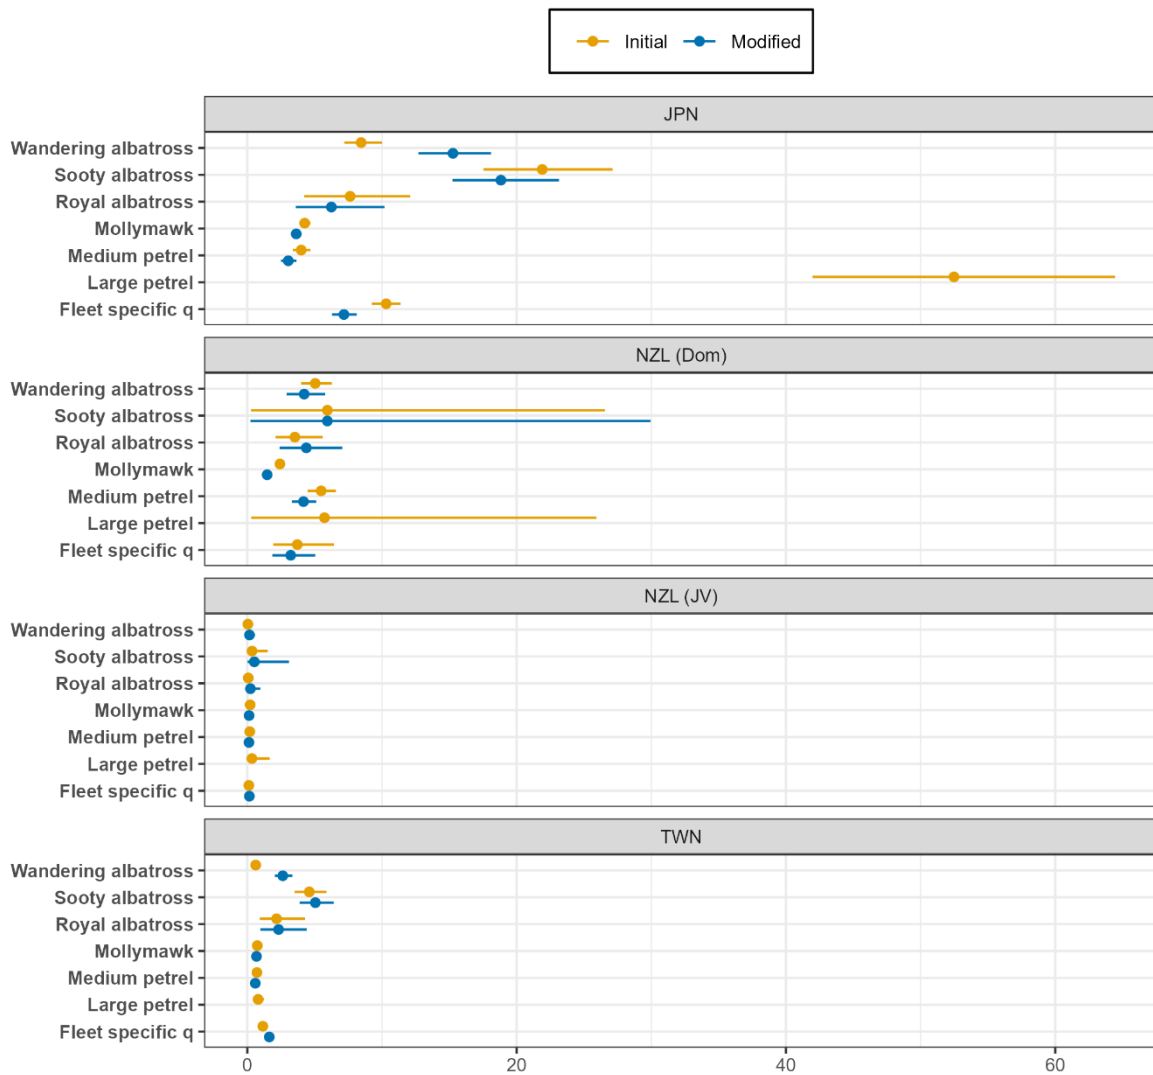 Initial Modified
JPN
Wandering albatross
Sooty albatross
Royal albatross
Mollymawk
Medium petrel
Large petrel
Fleet specific q
NZL (Dom)
Wandering albatross
Sooty albatross
Royal albatross
Mollymawk
Medium petrel
Large petrel
Fleet specific q
NZL (JV)
Wandering albatross
Sooty albatross
Royal albatross
Mollymawk
Medium petrel
Large petrel
Fleet specific q
TWN
Wandering albatross
Sooty albatross
Royal albatross
Mollymawk
Medium petrel
Large petrel
Fleet specific q
0 20 40 60